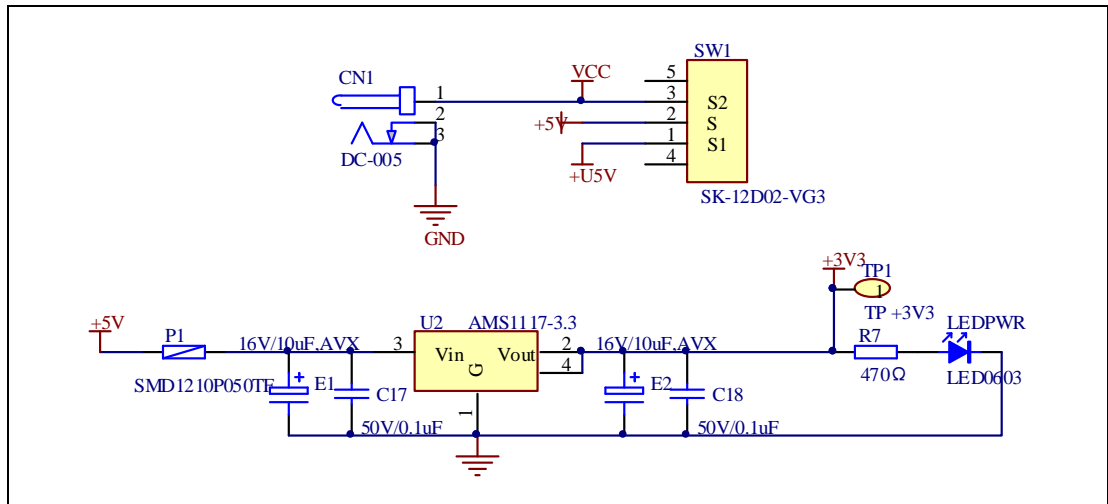 SW1
CN1
VCC
5
1
3
S2
2
+5V
2
S
3
1
S1
DC-005
4
+U5V
SK-12D02-VG3
GND
+3V3
TP1
1
+5V
P1
U2
AMS1117-3.3
TP +3V3
R7
LEDPWR
16V/10uF,AVX
3
Vin
Vout
2
16V/10uF,AVX
4
G
SMD1210P050TF
E1
C17
E2
C18
470Ω
LED0603
1
50V/0.1uF
50V/0.1uF